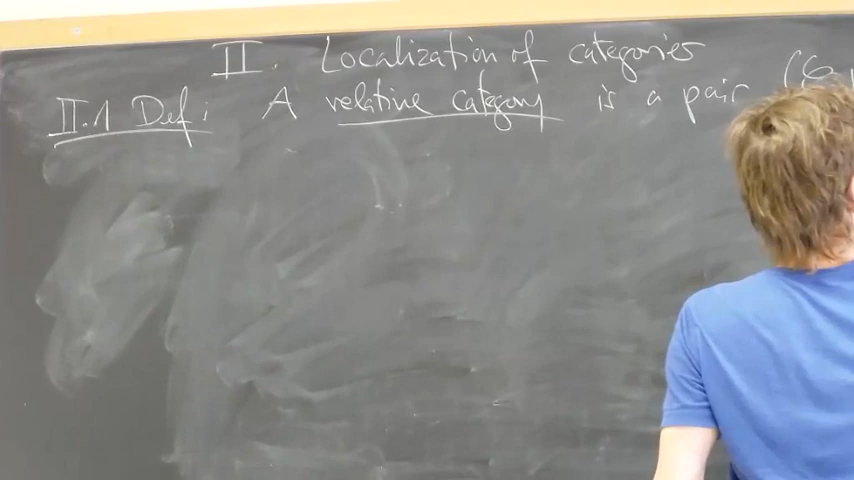 II. Localization of categories
II.1 Def: A relative category is a pair (